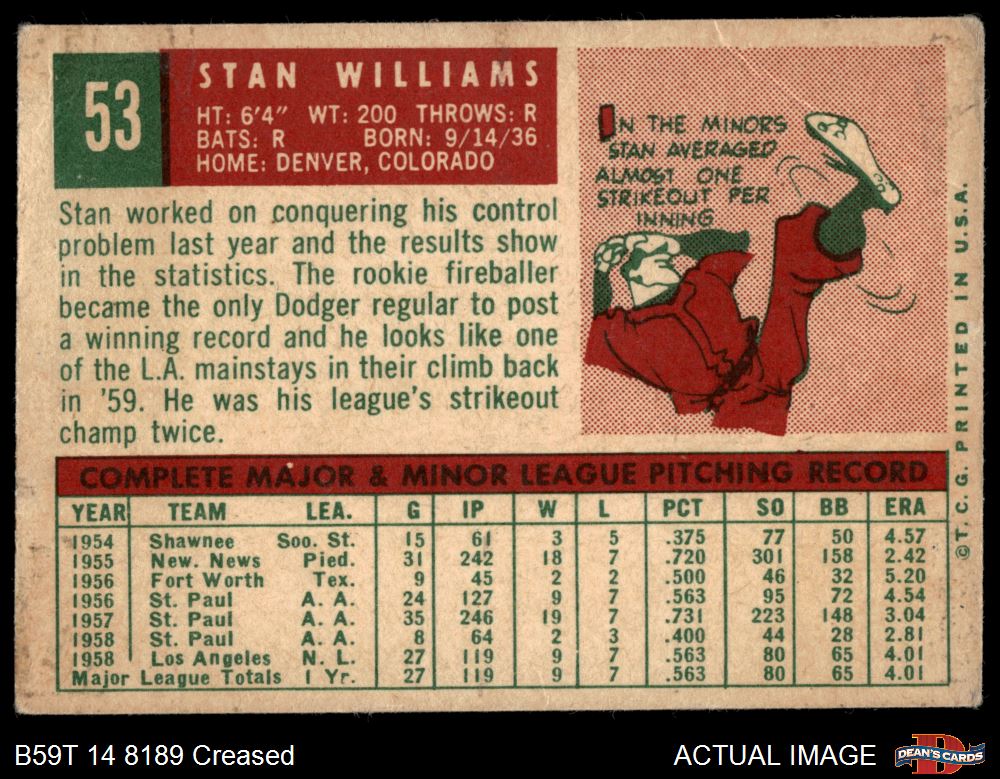 53
STAN WILLIAMS
HT: 6'4" WT: 200 THROWS: R
BATS: R BORN: 9/14/36
HOME: DENVER, COLORADO
Stan worked on conquering his control
problem last year and the results show
in the statistics. The rookie fireballer
became the only Dodger regular to post
a winning record and he looks like one
of the L.A. mainstays in their climb back
in '59. He was his league's strikeout
champ twice.
IN THE MINORS
STAN AVERAGED
ALMOST ONE
STRIKEOUT PER
INNING
©T. C. G. PRINTED IN U.S.A.
COMPLETE MAJOR & MINOR LEAGUE PITCHING RECORD
YEAR TEAM LEA. G IP W L PCT SO BB ERA
1954 Shawnee Soo. St. 15 61 3 5 .375 77 50 4.57
1955 New. News Pied. 31 242 18 7 .720 301 158 2.42
1956 Fort Worth Tex. 9 45 2 2 .500 46 32 5.20
1956 St. Paul A. A. 24 127 9 7 .563 95 72 4.54
1957 St. Paul A. A. 35 246 19 7 .731 223 148 3.04
1958 St. Paul A. A. 8 64 2 3 .400 44 28 2.81
1958 Los Angeles N. L. 27 119 9 7 .563 80 65 4.01
Major League Totals 1 Yr. 27 119 9 7 .563 80 65 4.01
B59T 14 8189 Creased
ACTUAL IMAGE
DEAN'S CARDS